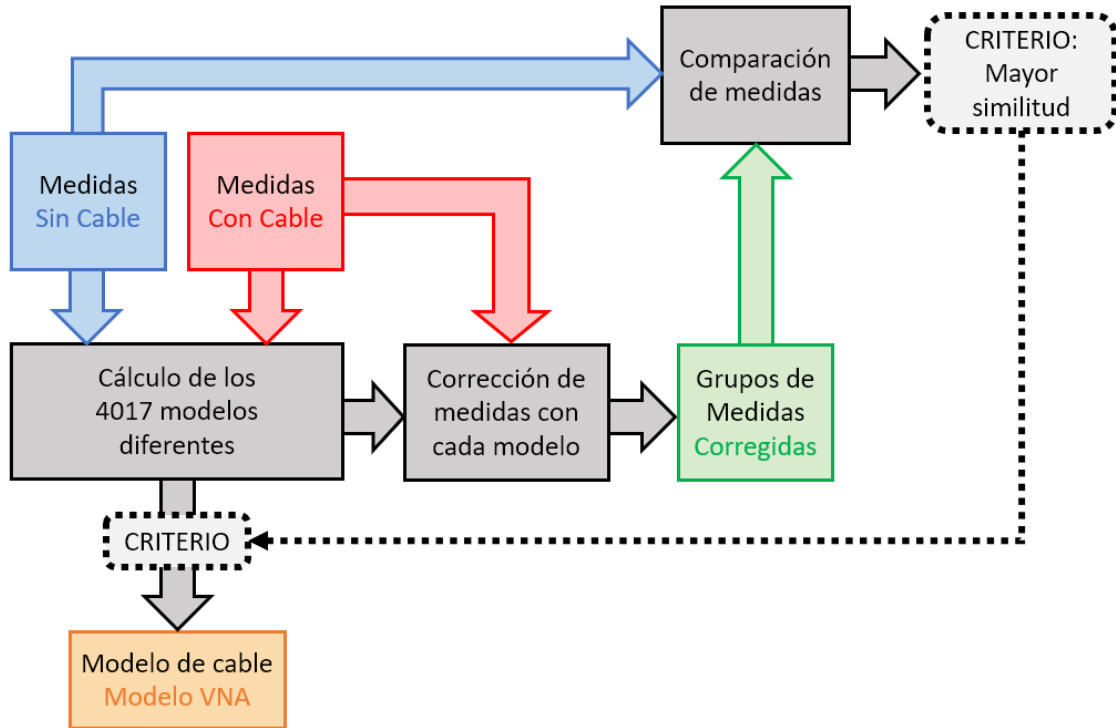 Comparación
de medidas
CRITERIO:
Mayor
similitud
Medidas
Sin Cable
Medidas
Con Cable
Cálculo de los
4017 modelos
diferentes
Corrección de
medidas con
cada modelo
Grupos de
Medidas
Corregidas
CRITERIO
Modelo de cable
Modelo VNA